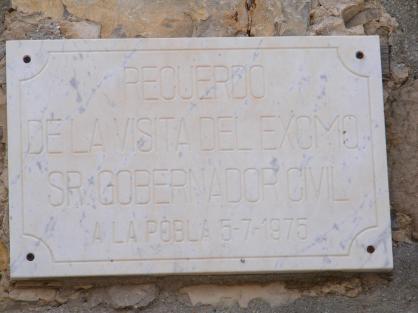 RECUERDO
DE LA VISITA DEL EXCMO.
SR. GOBERNADOR CIVIL
A LA POBLA 5-7-1975